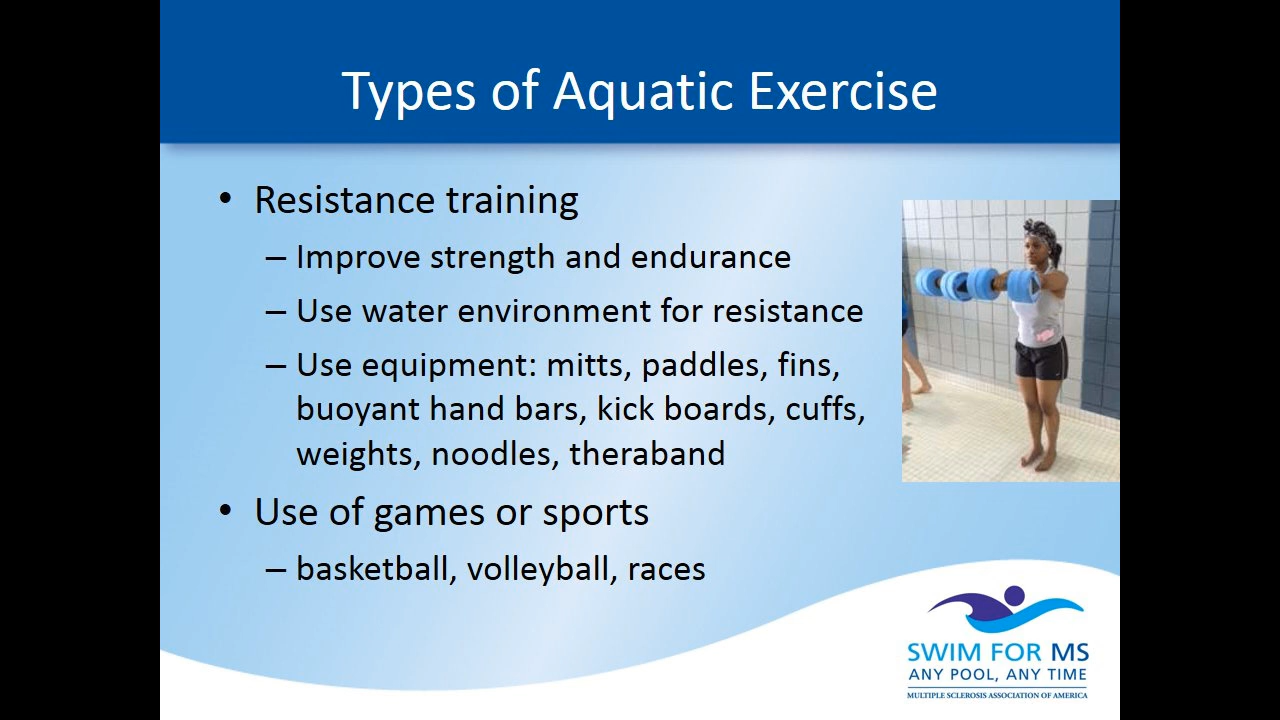 Types of Aquatic Exercise
• Resistance training
– Improve strength and endurance
– Use water environment for resistance
– Use equipment: mitts, paddles, fins,
buoyant hand bars, kick boards, cuffs,
weights, noodles, theraband
• Use of games or sports
– basketball, volleyball, races
SWIM FOR MS
ANY POOL, ANY TIME
MULTIPLE SCLEROSIS ASSOCIATION OF AMERICA